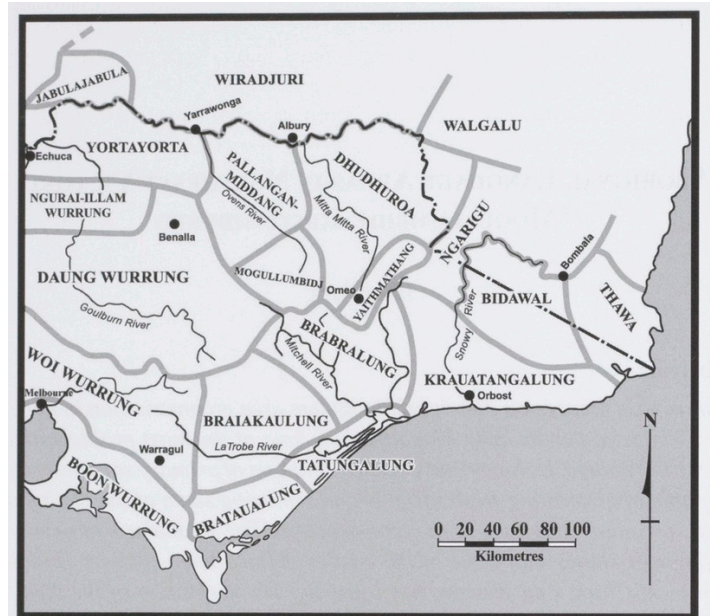 JABULAJABULA
WIRADJURI
Yarrawonga
Albury
WALGALU
YORTAYORTA
Echuca
PALLANGAN-
MIDDANG
DHUDHUROA
Ovens River
Mitta Mitta River
NGURAI-ILLAM
WURRUNG
Benalla
NGARIGU
Bombala
DAUNG WURRUNG
MOGULLUMBIDJ
Omeo
YAITHMATHANG
BIDAWAL
THAWA
Goulburn River
BRABRALUNG
Snowy River
Mitchell River
WOI WURRUNG
KRAUATANGALUNG
Melbourne
Orbost
BRAIAKAULUNG
N
Warragul
LaTrobe River
TATUNGALUNG
BOON WURRUNG
BRATAUALUNG
0 20 40 60 80 100
Kilometres